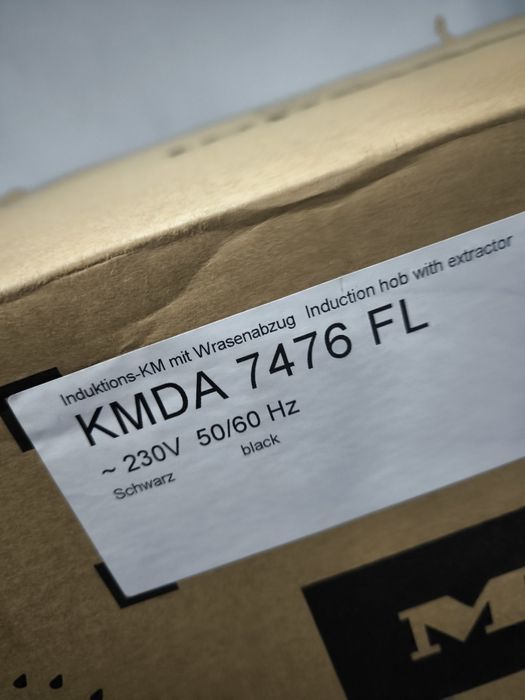 Induktions-KM mit Wrasenabzug Induction hob with extractor
KMDA 7476 FL
~ 230V 50/60 Hz
Schwarz black
M